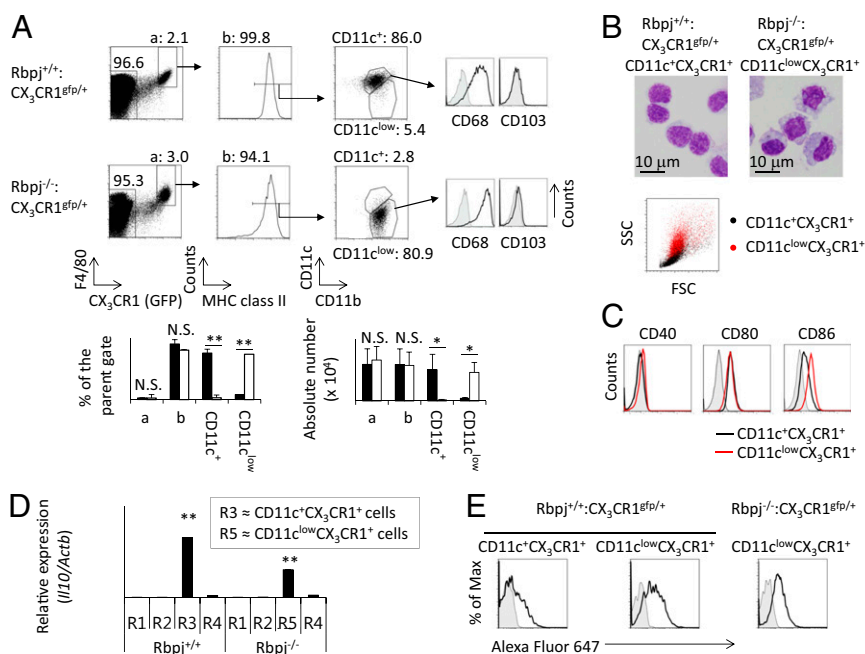 A
a: 2.1
b: 99.8
CD11c⁺: 86.0
Rbpj⁺/⁺:
CX₃CR1ᵍᶠᵖ/⁺
96.6
CD11cˡᵒʷ: 5.4
CD68
CD103
a: 3.0
b: 94.1
CD11c⁺: 2.8
Rbpj⁻/⁻:
CX₃CR1ᵍᶠᵖ/⁺
95.3
CD11cˡᵒʷ: 80.9
CD68
CD103
Counts
F4/80
CX₃CR1 (GFP)
Counts
MHC class II
CD11c
CD11b
% of the
parent gate
N.S.
N.S.
**
**
a
b
CD11c⁺
CD11cˡᵒʷ
Absolute number
(x 10⁴)
N.S.
N.S.
*
*
a
b
CD11c⁺
CD11cˡᵒʷ
B
Rbpj⁺/⁺:
CX₃CR1ᵍᶠᵖ/⁺
CD11c⁺CX₃CR1⁺
Rbpj⁻/⁻:
CX₃CR1ᵍᶠᵖ/⁺
CD11cˡᵒʷCX₃CR1⁺
10 μm
10 μm
SSC
FSC
CD11c⁺CX₃CR1⁺
CD11cˡᵒʷCX₃CR1⁺
C
CD40
CD80
CD86
Counts
CD11c⁺CX₃CR1⁺
CD11cˡᵒʷCX₃CR1⁺
D
Relative expression
(Il10/Actb)
**
**
R3 ≈ CD11c⁺CX₃CR1⁺ cells
R5 ≈ CD11cˡᵒʷCX₃CR1⁺ cells
R1 R2 R3 R4 R1 R2 R5 R4
Rbpj⁺/⁺
Rbpj⁻/⁻
E
Rbpj⁺/⁺:CX₃CR1ᵍᶠᵖ/⁺
Rbpj⁻/⁻:CX₃CR1ᵍᶠᵖ/⁺
CD11c⁺CX₃CR1⁺
CD11cˡᵒʷCX₃CR1⁺
CD11cˡᵒʷCX₃CR1⁺
% of Max
Alexa Fluor 647